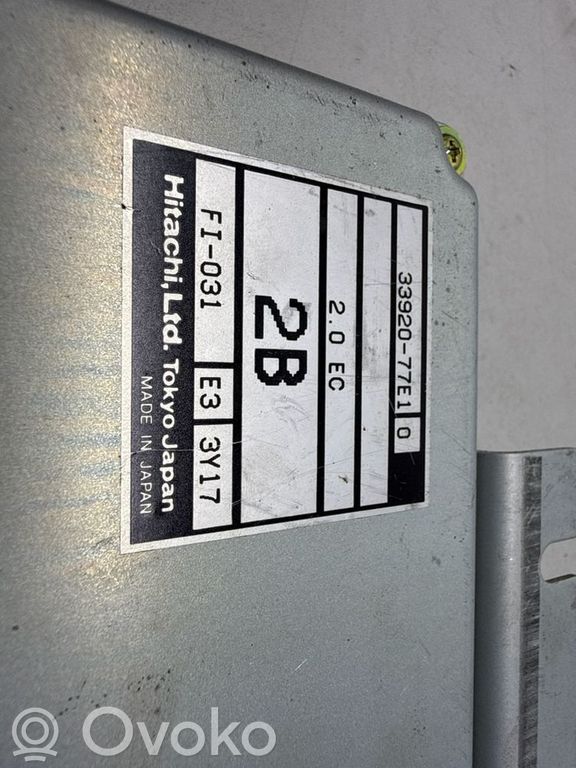 33920-77E1 0
2.0 EC
2B
FI-031 E3 3Y17
Hitachi, Ltd. Tokyo Japan
MADE IN JAPAN
Ovoko